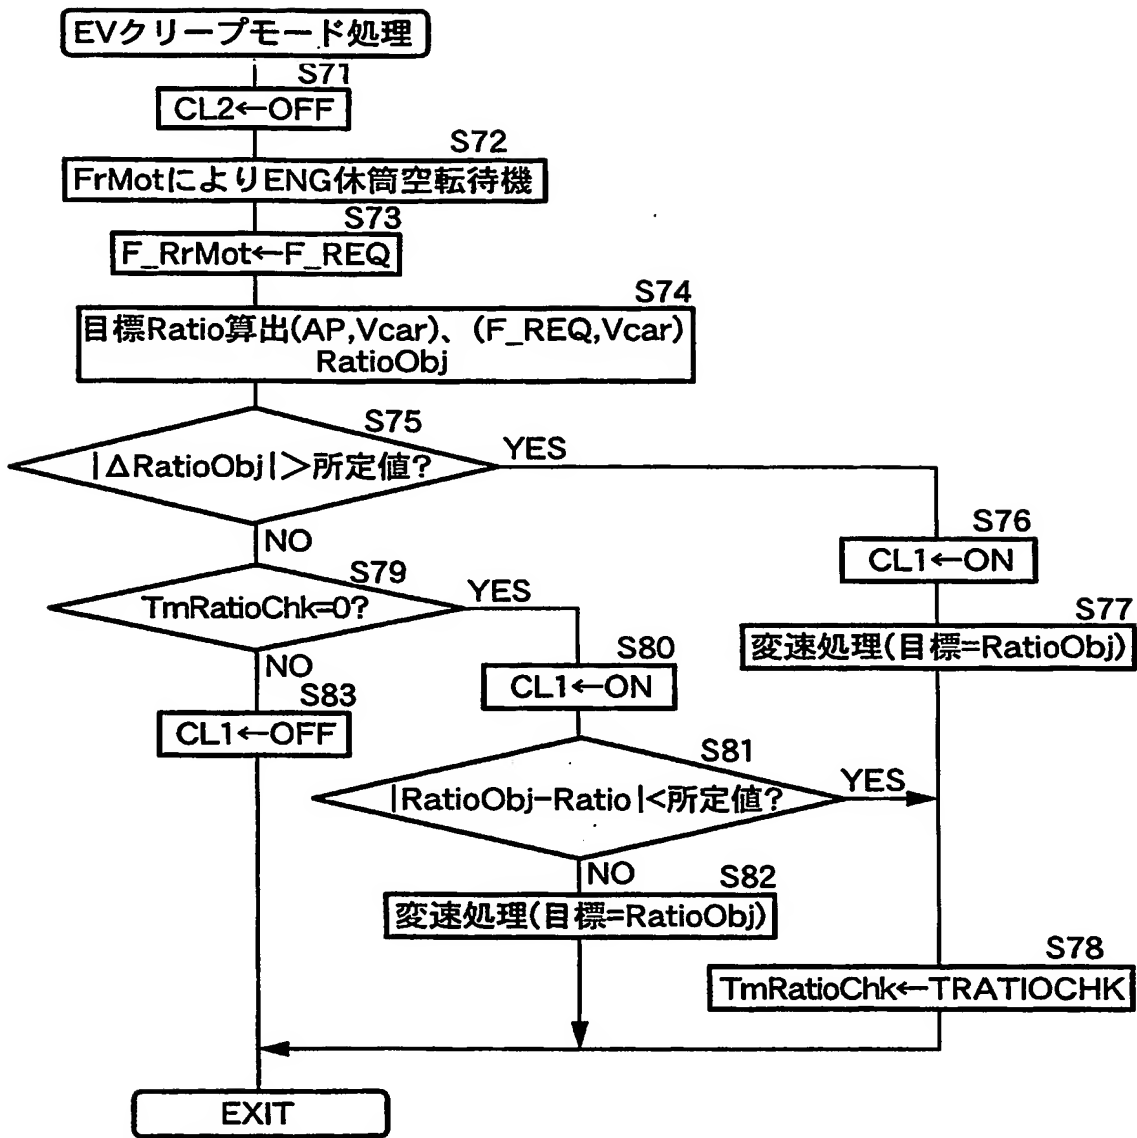 EVクリープモード処理
S71
CL2←OFF
S72
FrMotによりENG休筒空転待機
S73
F_RrMot←F_REQ
S74
目標Ratio算出(AP,Vcar)、(F_REQ,Vcar)
RatioObj
S75
|ΔRatioObj|>所定値?
YES
NO
S76
CL1←ON
S77
変速処理(目標=RatioObj)
S79
TmRatioChk=0?
YES
NO
S80
CL1←ON
S83
CL1←OFF
S81
|RatioObj-Ratio|<所定値?
YES
NO
S82
変速処理(目標=RatioObj)
S78
TmRatioChk←TRATIOCHK
EXIT